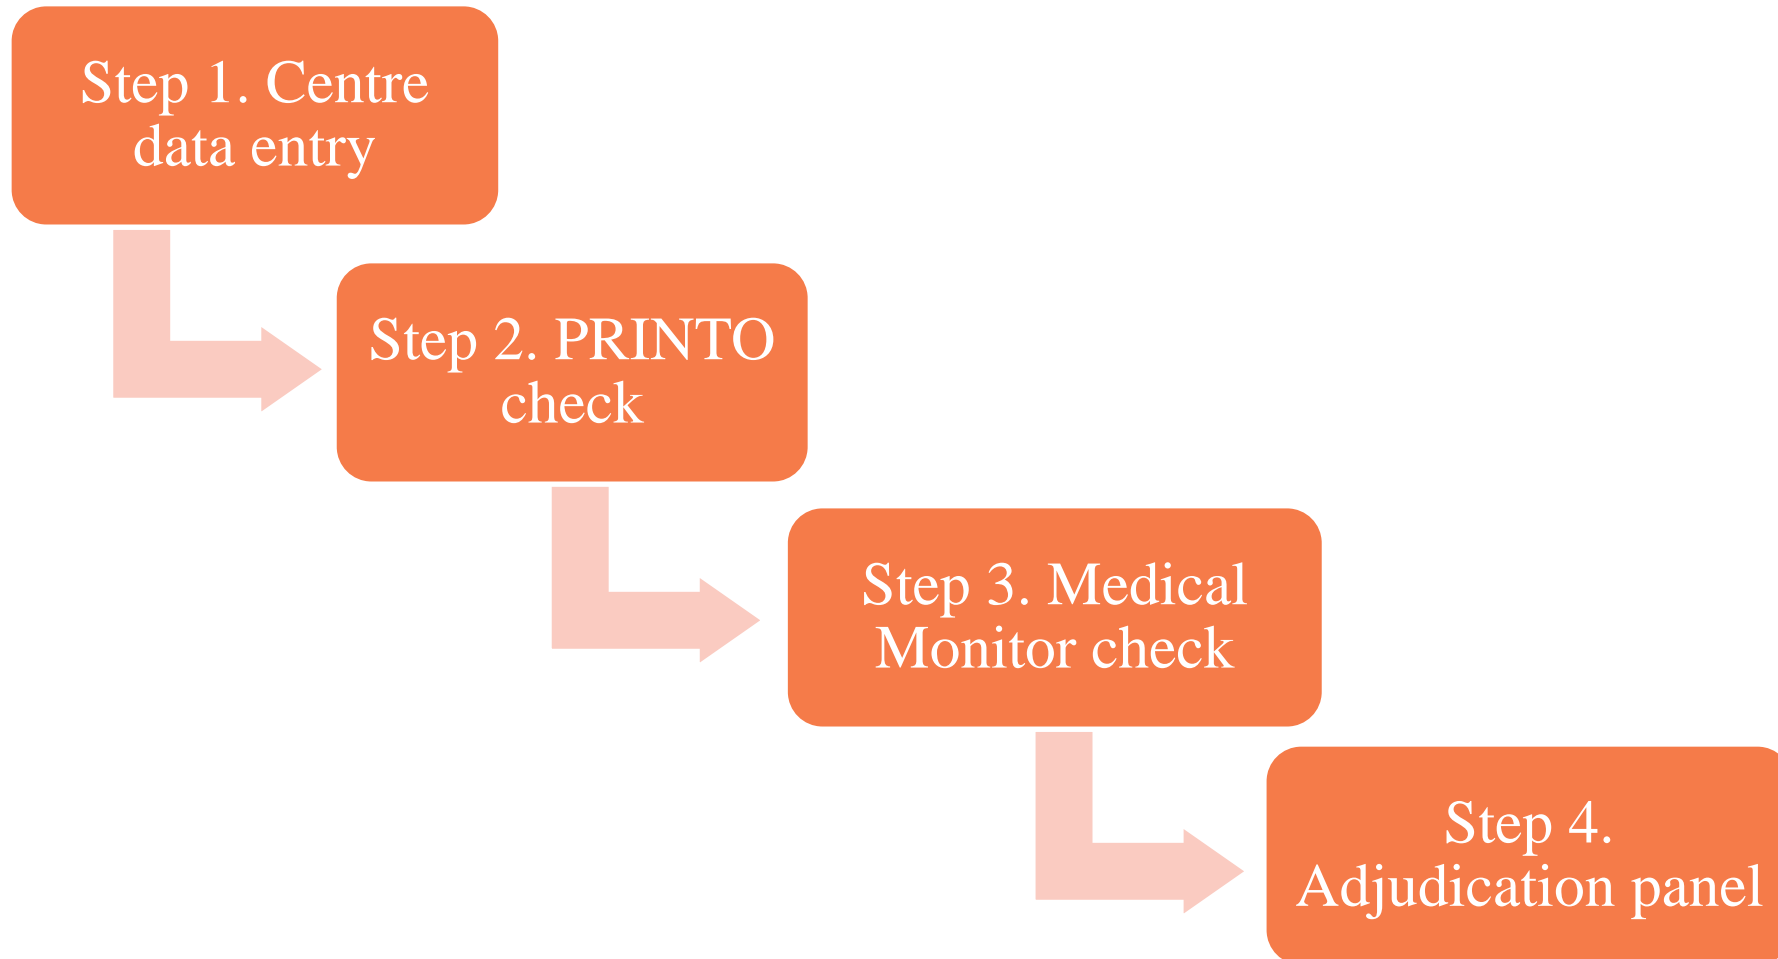 Step 1. Centre
data entry
Step 2. PRINTO
check
Step 3. Medical
Monitor check
Step 4.
Adjudication panel